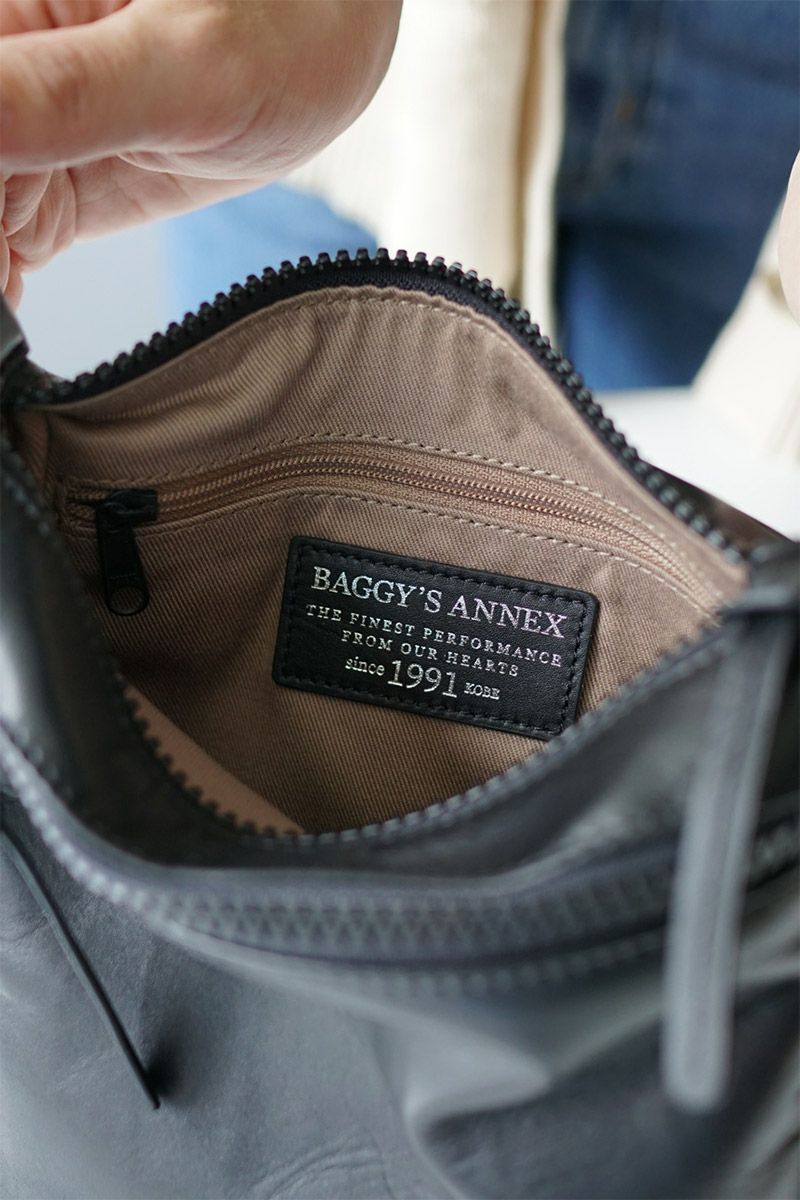 BAGGY'S ANNEX
THE FINEST PERFORMANCE
FROM OUR HEARTS
since 1991 KOBE